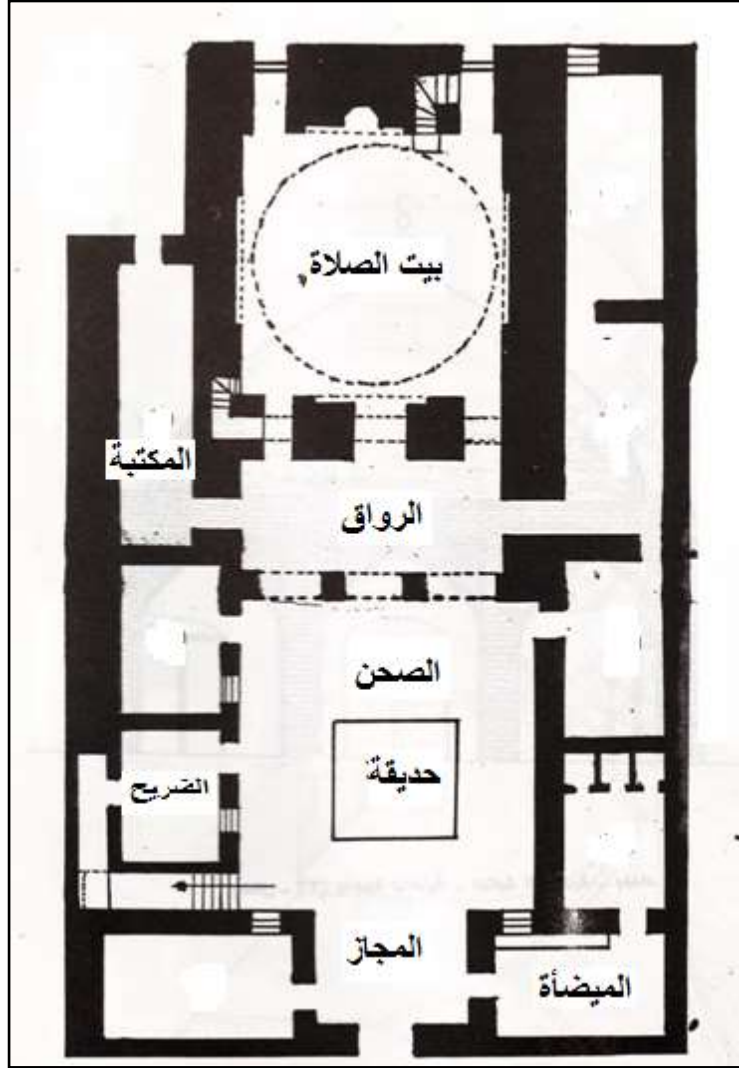 بيت الصلاة
المكتبة
الرواق
الصحن
حديقة
الضريح
المجاز
الميضأة